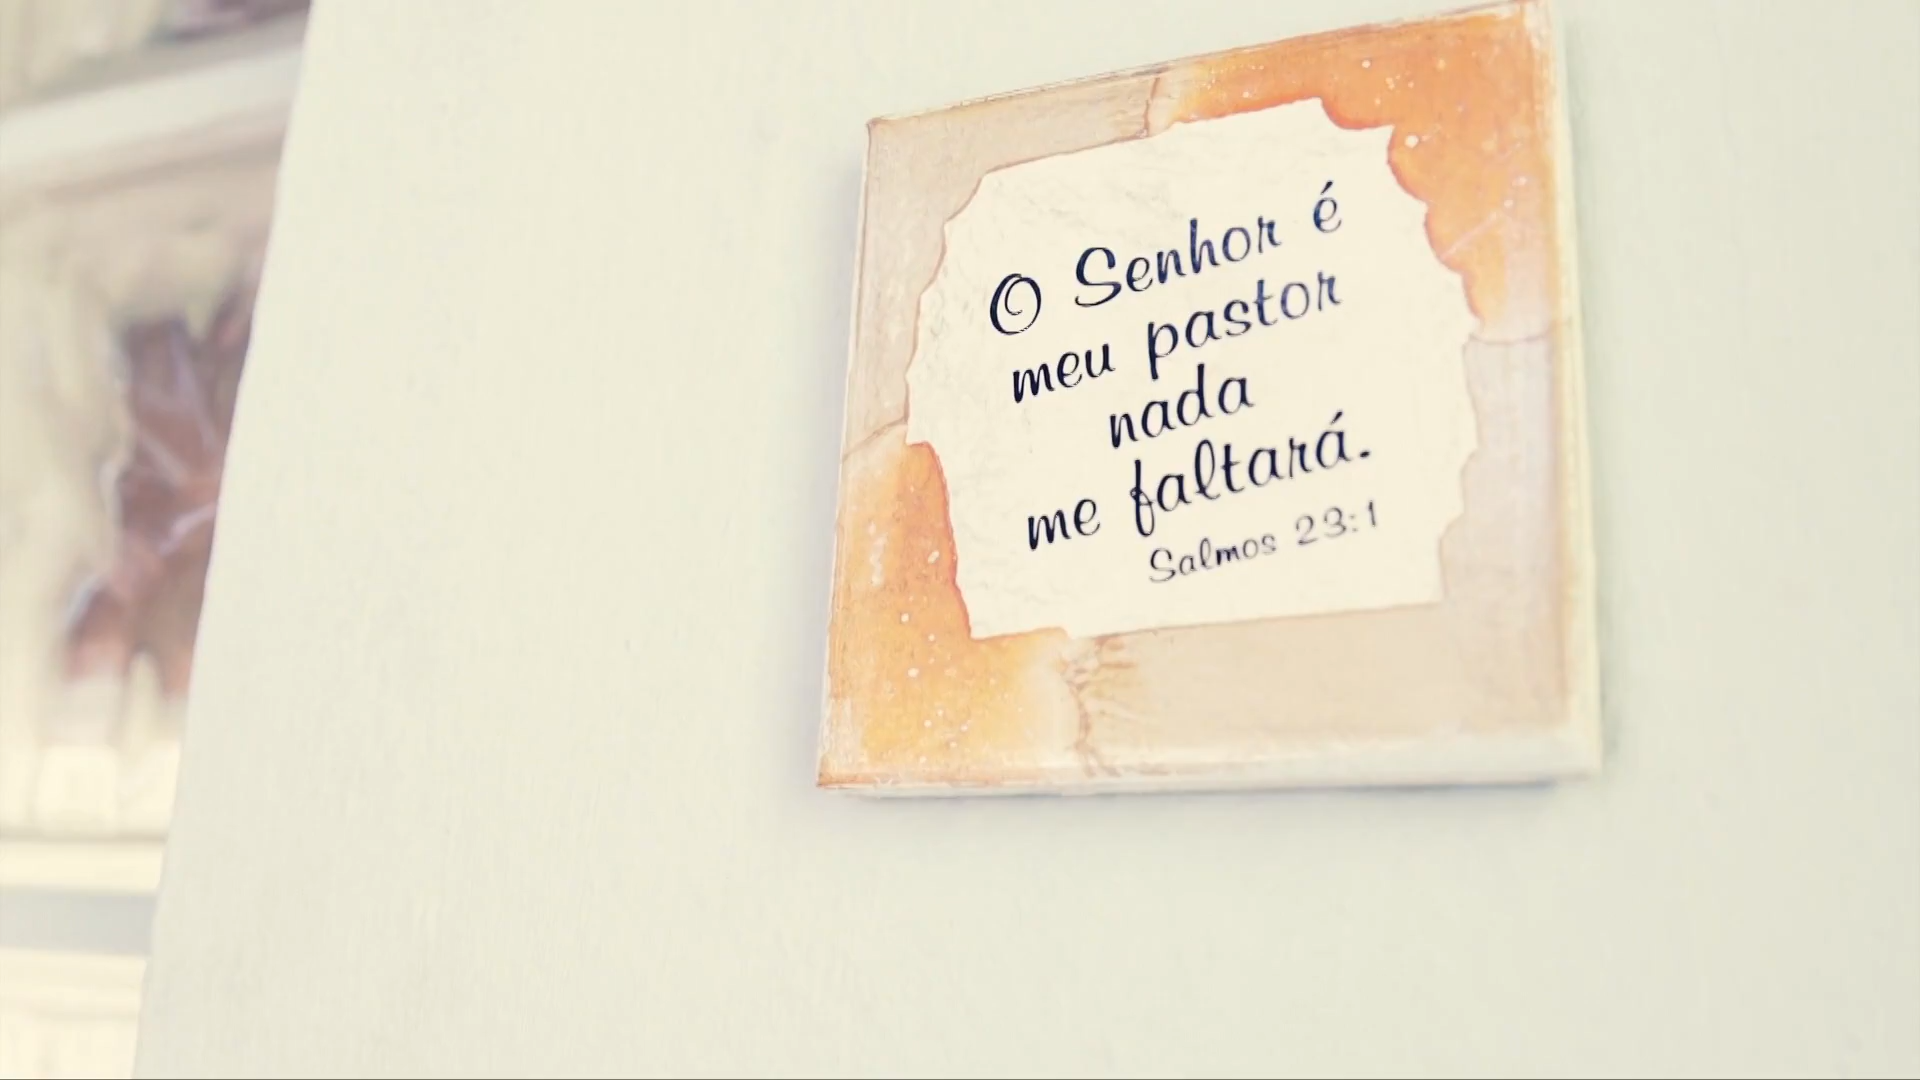 O Senhor é
meu pastor
nada
me faltará.
Salmos 23:1